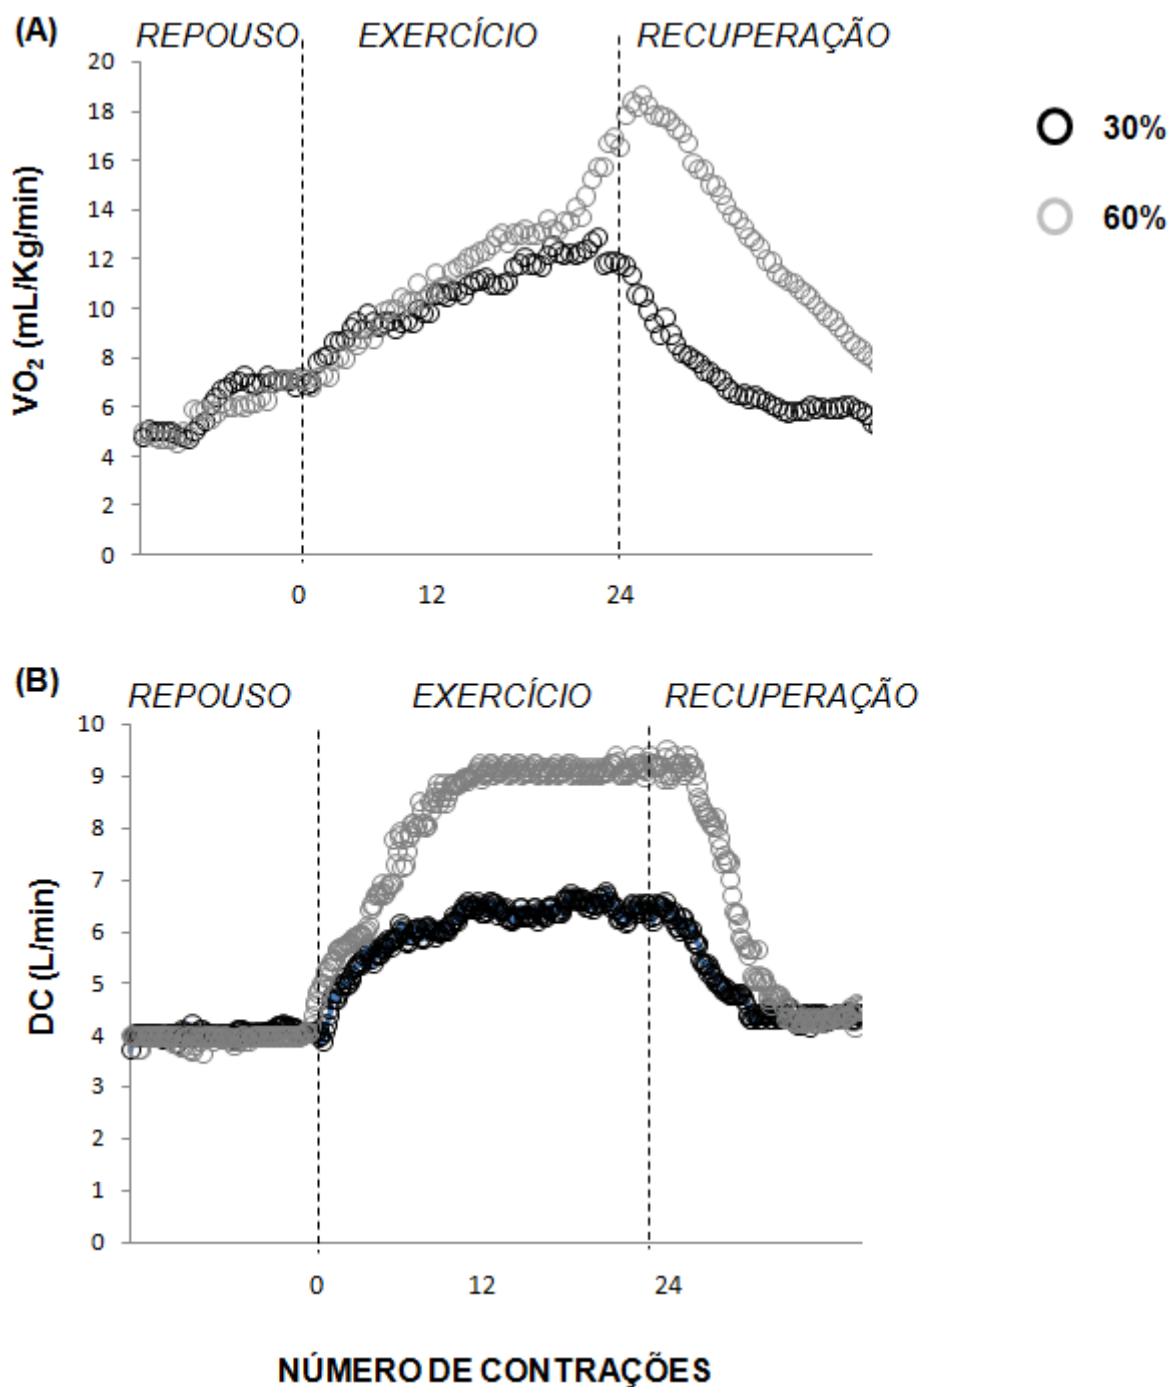 (A)
REPOUSO EXERCÍCIO RECUPERAÇÃO
20
18
16
14
12
10
8
6
4
2
0
VO₂ (mL/Kg/min)
0 12 24
30%
60%
(B)
REPOUSO EXERCÍCIO RECUPERAÇÃO
10
9
8
7
6
5
4
3
2
1
0
DC (L/min)
0 12 24
NÚMERO DE CONTRAÇÕES